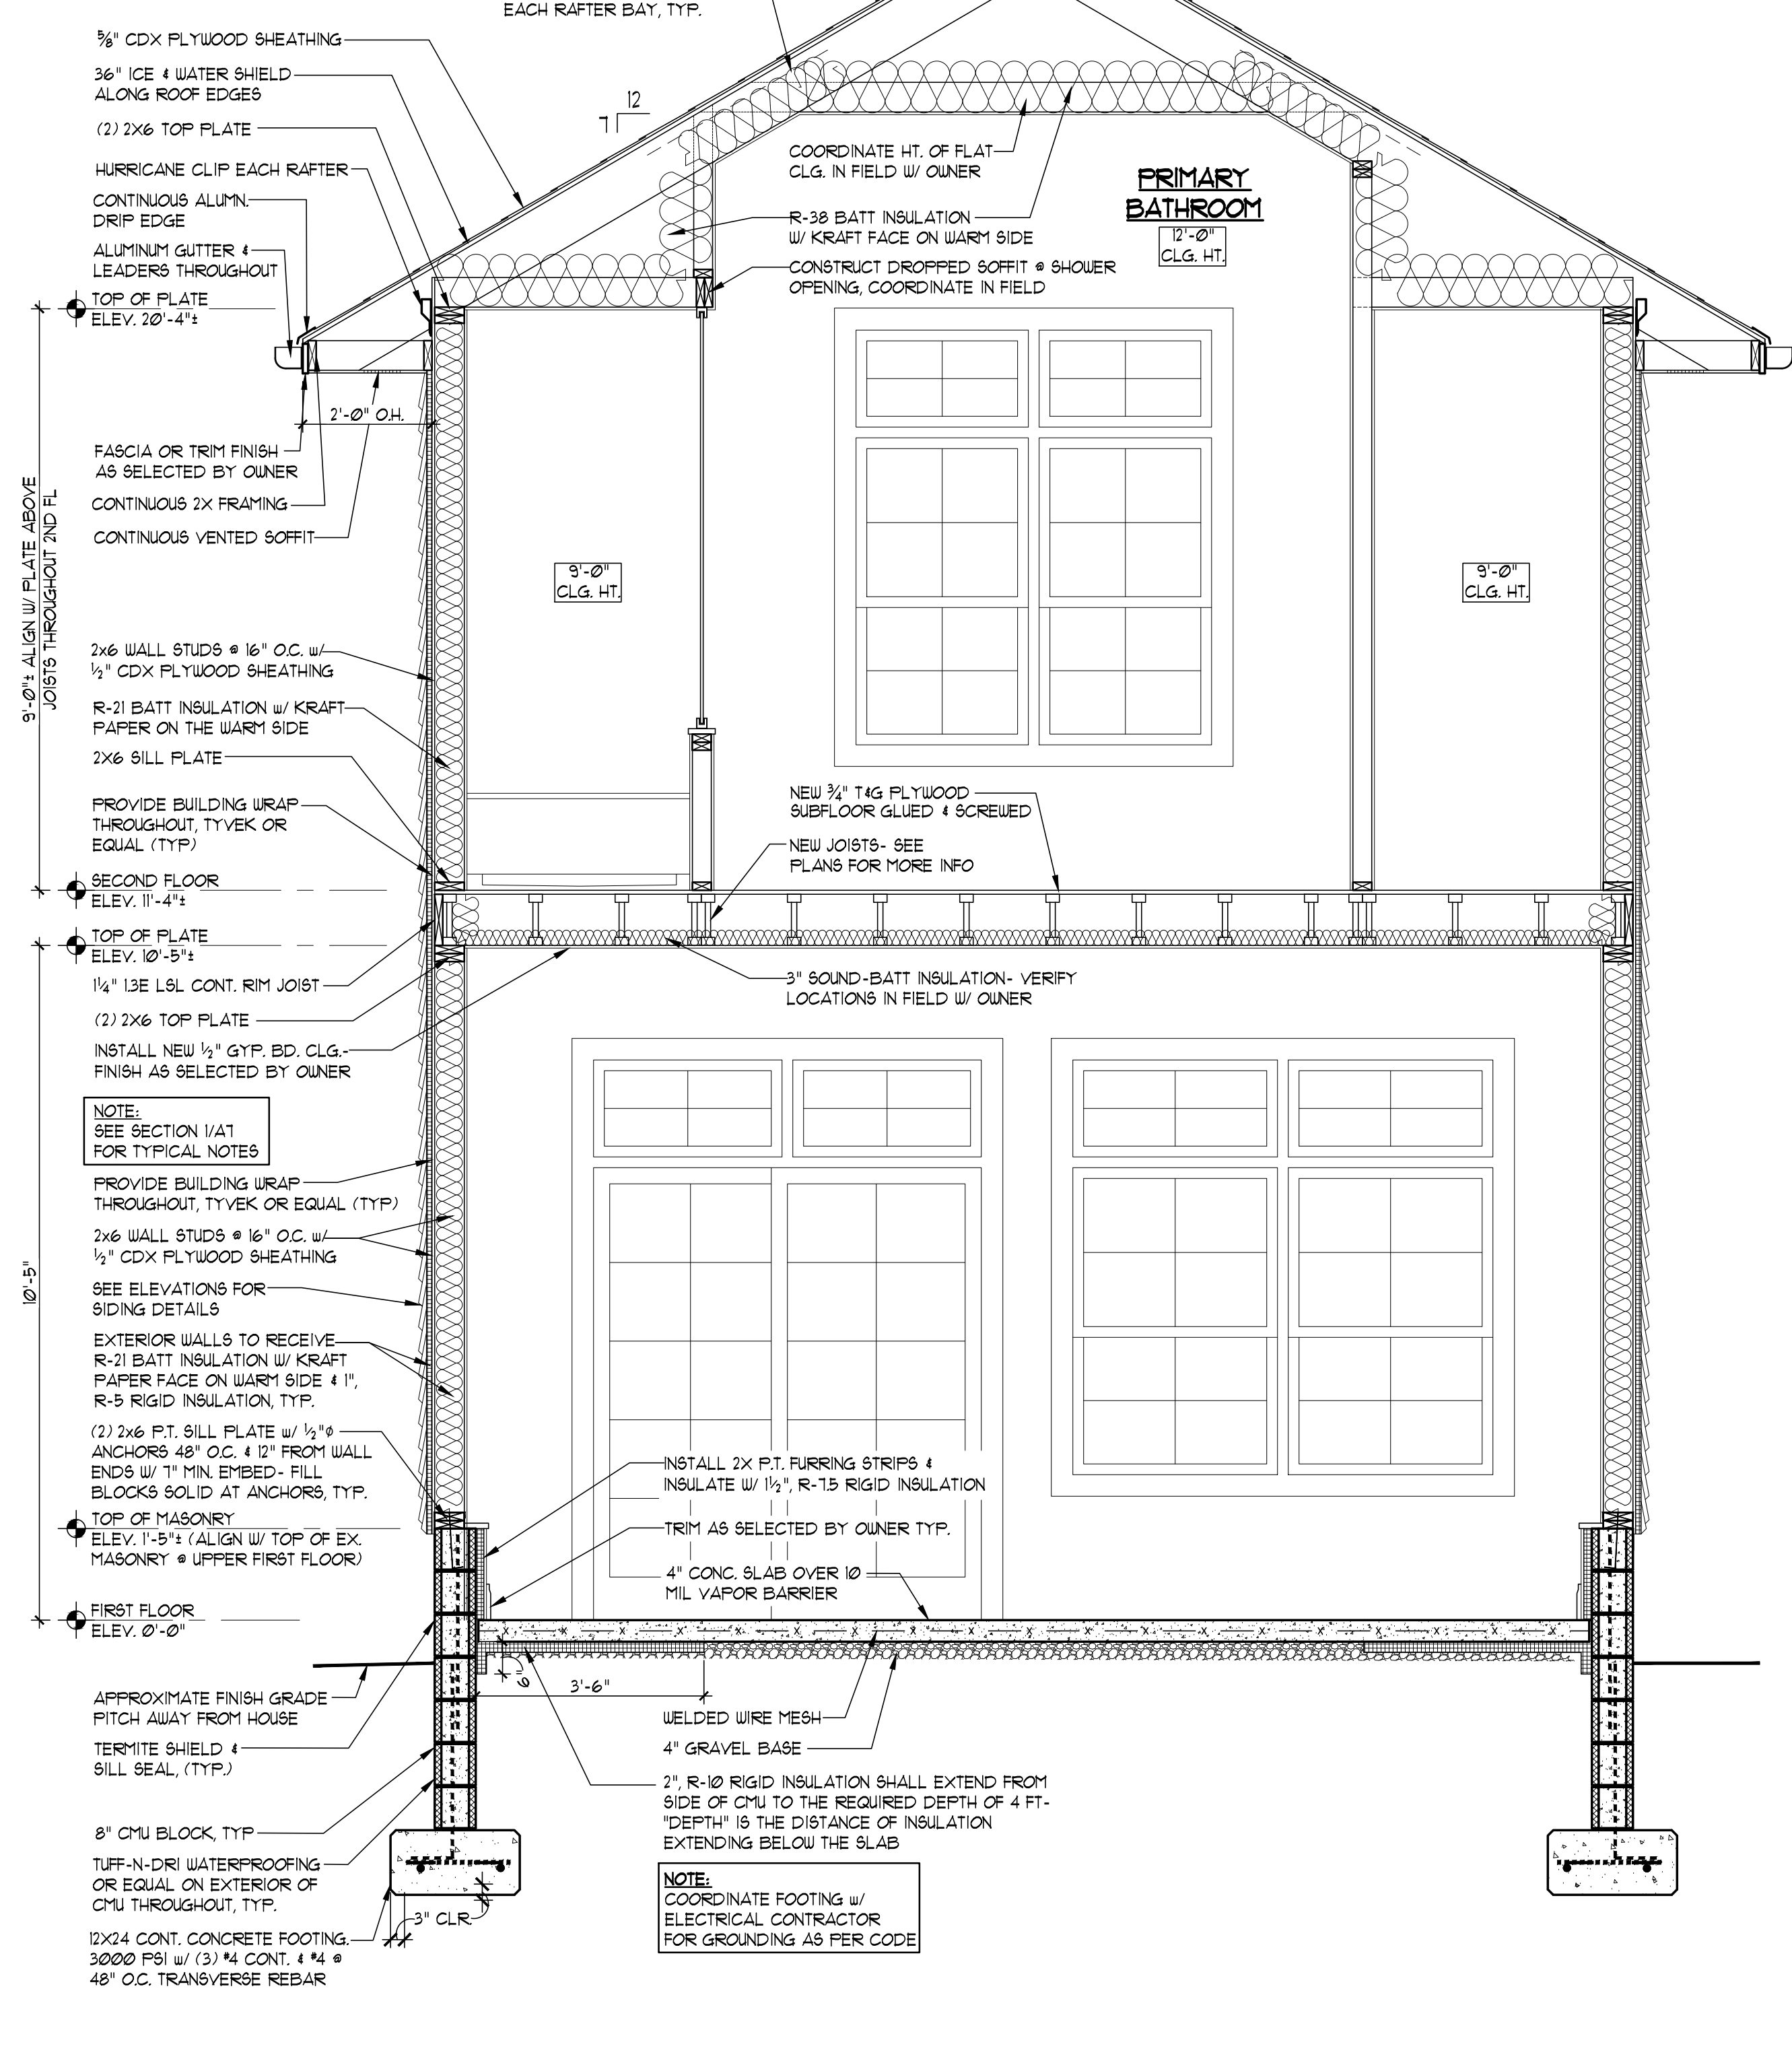 EACH RAFTER BAY, TYP.
⅝" CDX PLYWOOD SHEATHING
36" ICE & WATER SHIELD
ALONG ROOF EDGES
(2) 2X6 TOP PLATE
HURRICANE CLIP EACH RAFTER
CONTINUOUS ALUMN.
DRIP EDGE
ALUMINUM GUTTER &
LEADERS THROUGHOUT
TOP OF PLATE
ELEV. 20'-4"±
12
7
COORDINATE HT. OF FLAT
CLG. IN FIELD W/ OWNER
R-38 BATT INSULATION
W/ KRAFT FACE ON WARM SIDE
CONSTRUCT DROPPED SOFFIT @ SHOWER
OPENING, COORDINATE IN FIELD
PRIMARY
BATHROOM
12'-0"
CLG. HT.
2'-0" O.H.
FASCIA OR TRIM FINISH
AS SELECTED BY OWNER
CONTINUOUS 2X FRAMING
CONTINUOUS VENTED SOFFIT
9'-0"± ALIGN W/ PLATE ABOVE
JOISTS THROUGHOUT 2ND FL
9'-0"
CLG. HT.
9'-0"
CLG. HT.
2x6 WALL STUDS @ 16" O.C. w/
½" CDX PLYWOOD SHEATHING
R-21 BATT INSULATION w/ KRAFT
PAPER ON THE WARM SIDE
2X6 SILL PLATE
PROVIDE BUILDING WRAP
THROUGHOUT, TYVEK OR
EQUAL (TYP)
NEW ¾" T&G PLYWOOD
SUBFLOOR GLUED & SCREWED
NEW JOISTS- SEE
PLANS FOR MORE INFO
SECOND FLOOR
ELEV. 11'-4"±
TOP OF PLATE
ELEV. 10'-5"±
1¼" 1.3E LSL CONT. RIM JOIST
(2) 2X6 TOP PLATE
INSTALL NEW ½" GYP. BD. CLG.-
FINISH AS SELECTED BY OWNER
3" SOUND-BATT INSULATION- VERIFY
LOCATIONS IN FIELD W/ OWNER
NOTE:
SEE SECTION 1/A7
FOR TYPICAL NOTES
PROVIDE BUILDING WRAP
THROUGHOUT, TYVEK OR EQUAL (TYP)
2x6 WALL STUDS @ 16" O.C. w/
½" CDX PLYWOOD SHEATHING
10'-5"
SEE ELEVATIONS FOR
SIDING DETAILS
EXTERIOR WALLS TO RECEIVE
R-21 BATT INSULATION W/ KRAFT
PAPER FACE ON WARM SIDE & 1",
R-5 RIGID INSULATION, TYP.
(2) 2x6 P.T. SILL PLATE w/ ½"Ø
ANCHORS 48" O.C. & 12" FROM WALL
ENDS W/ 7" MIN. EMBED- FILL
BLOCKS SOLID AT ANCHORS, TYP.
TOP OF MASONRY
ELEV. 1'-5"± (ALIGN W/ TOP OF EX.
MASONRY @ UPPER FIRST FLOOR)
FIRST FLOOR
ELEV. 0'-0"
INSTALL 2X P.T. FURRING STRIPS &
INSULATE W/ 1½", R-7.5 RIGID INSULATION
TRIM AS SELECTED BY OWNER TYP.
4" CONC. SLAB OVER 10
MIL VAPOR BARRIER
6"
3'-6"
APPROXIMATE FINISH GRADE
PITCH AWAY FROM HOUSE
TERMITE SHIELD &
SILL SEAL, (TYP.)
8" CMU BLOCK, TYP
TUFF-N-DRI WATERPROOFING
OR EQUAL ON EXTERIOR OF
CMU THROUGHOUT, TYP.
12X24 CONT. CONCRETE FOOTING.
3000 PSI w/ (3) #4 CONT. & #4 @
48" O.C. TRANSVERSE REBAR
3" CLR.
WELDED WIRE MESH
4" GRAVEL BASE
2", R-10 RIGID INSULATION SHALL EXTEND FROM
SIDE OF CMU TO THE REQUIRED DEPTH OF 4 FT-
"DEPTH" IS THE DISTANCE OF INSULATION
EXTENDING BELOW THE SLAB
NOTE:
COORDINATE FOOTING w/
ELECTRICAL CONTRACTOR
FOR GROUNDING AS PER CODE